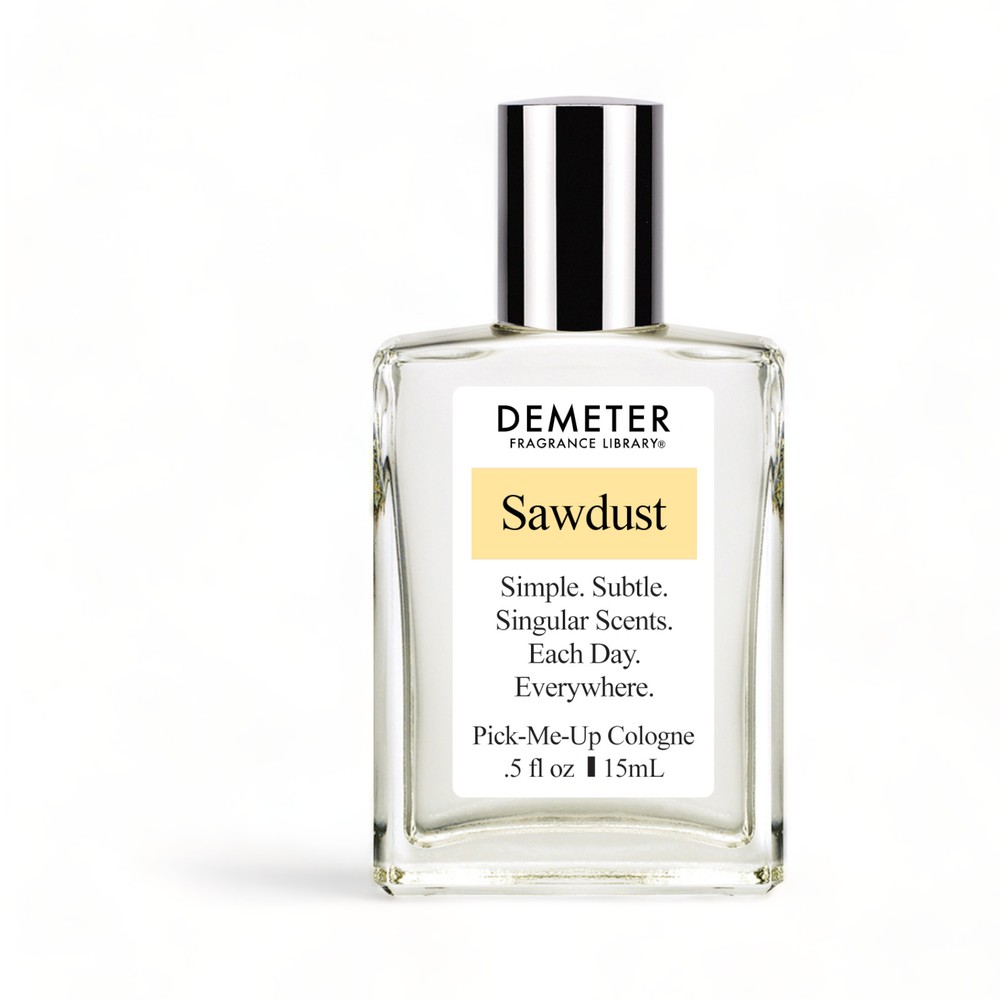 DEMETER
FRAGRANCE LIBRARY®
Sawdust
Simple. Subtle.
Singular Scents.
Each Day.
Everywhere.
Pick-Me-Up Cologne
.5 fl oz ▮ 15mL